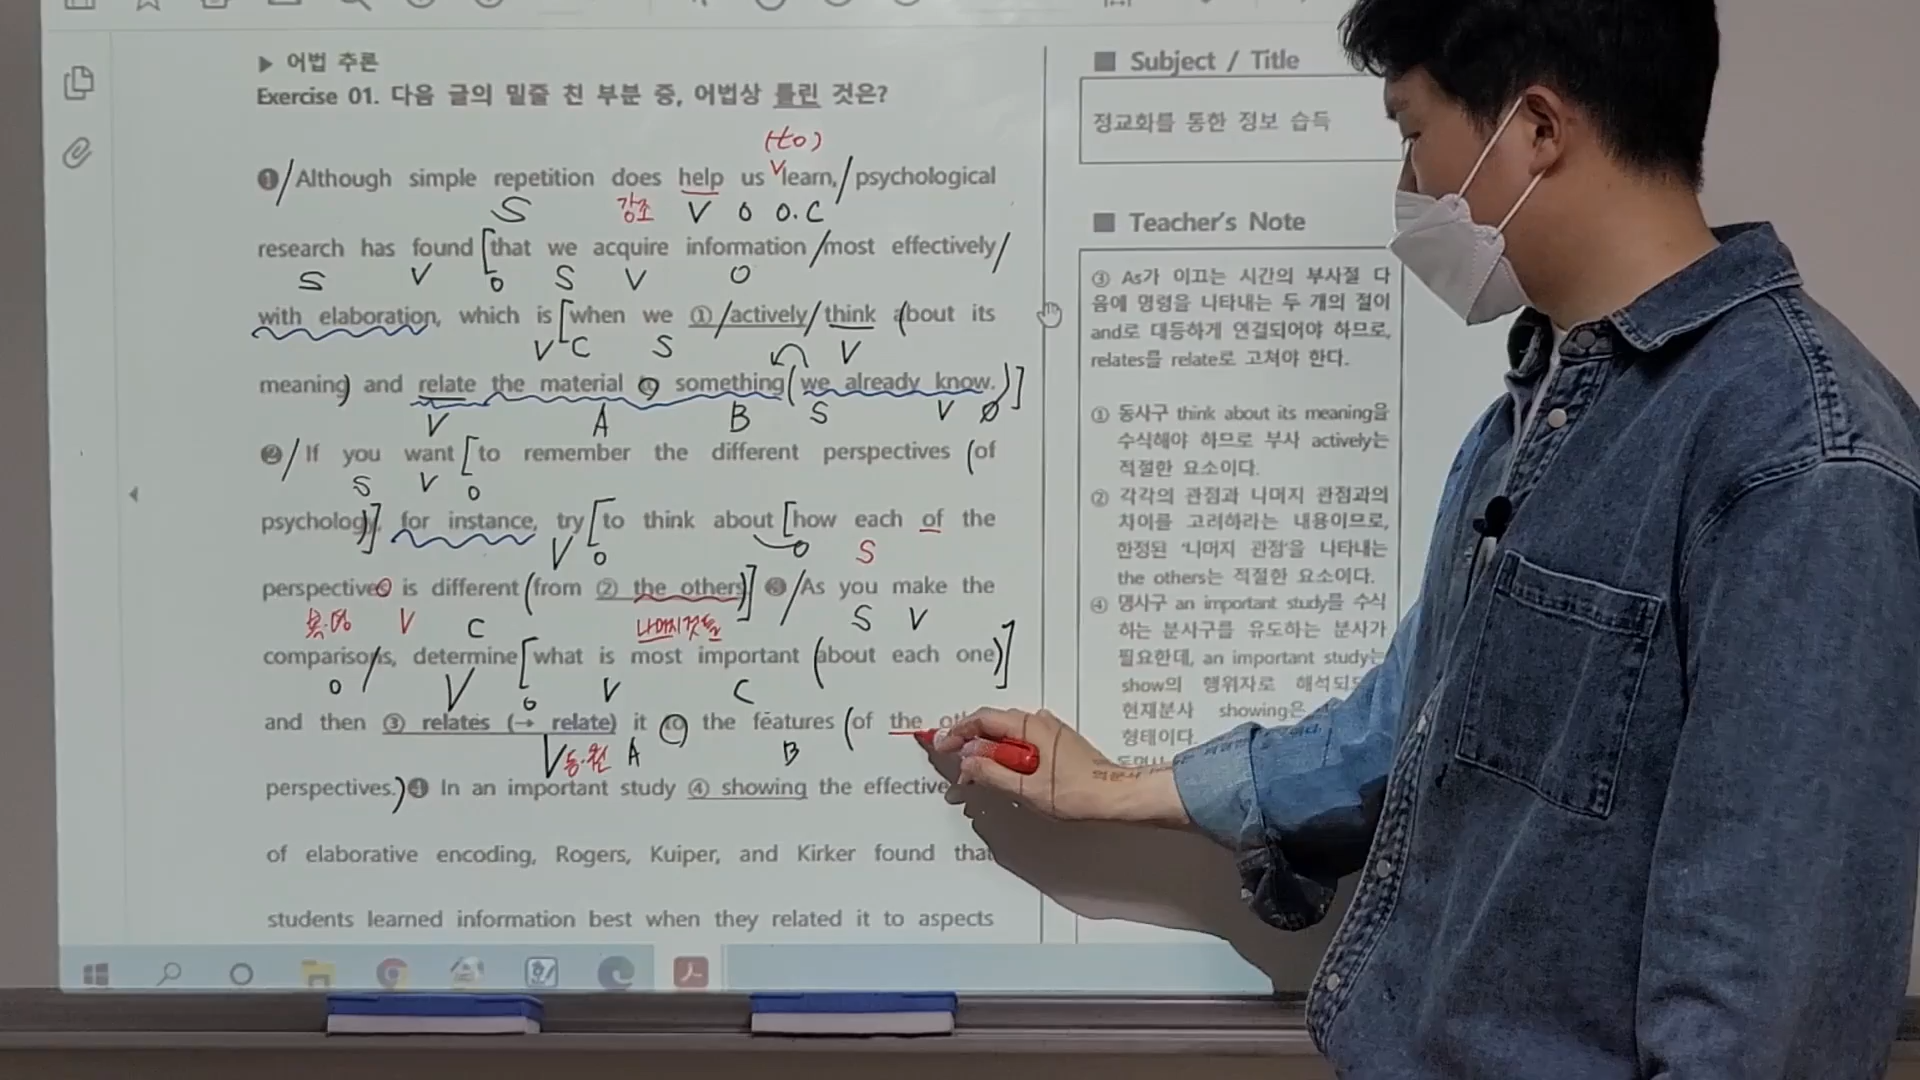 ▶ 어법 추론
Exercise 01. 다음 글의 밑줄 친 부분 중, 어법상 틀린 것은?
(to)
❶/Although simple repetition does help us learn,/psychological
S 강조 V O O.C
research has found [that we acquire information/most effectively/
S V O S V O
with elaboration, which is [when we ①/actively/think (about its
V C S V
meaning) and relate the material to something (we already know.)]
V A B S V
❷/If you want [to remember the different perspectives (of
S V O
psychology)], for instance, try [to think about [how each of the
V O O S
perspectives is different (from ② the others)] ❸/As you make the
복.명 V C 나머지것들 S V
comparisons, determine [what is most important (about each one)]
O V O V C
and then ③ relates (→ relate) it to the features (of the
V동.원 A B
perspectives.) ❹ In an important study ④ showing the
of elaborative encoding, Rogers, Kuiper, and Kirker found that
students learned information best when they related it to aspects
■ Subject / Title
정교화를 통한 정보 습득
■ Teacher's Note
③ As가 이끄는 시간의 부사절 다
음에 명령을 나타내는 두 개의 절이
and로 대등하게 연결되어야 하므로,
relates를 relate로 고쳐야 한다.
① 동사구 think about its meaning을
수식해야 하므로 부사 actively는
적절한 요소이다.
② 각각의 관점과 나머지 관점과의
차이를 고려하라는 내용이므로,
한정된 '나머지 관점'을 나타내는
the others는 적절한 요소이다.
④ 명사구 an important study를 수식
하는 분사구를 유도하는 분사가
필요한데, an important study는
show의 행위자로 해석되
현재분사 showing은
형태이다.